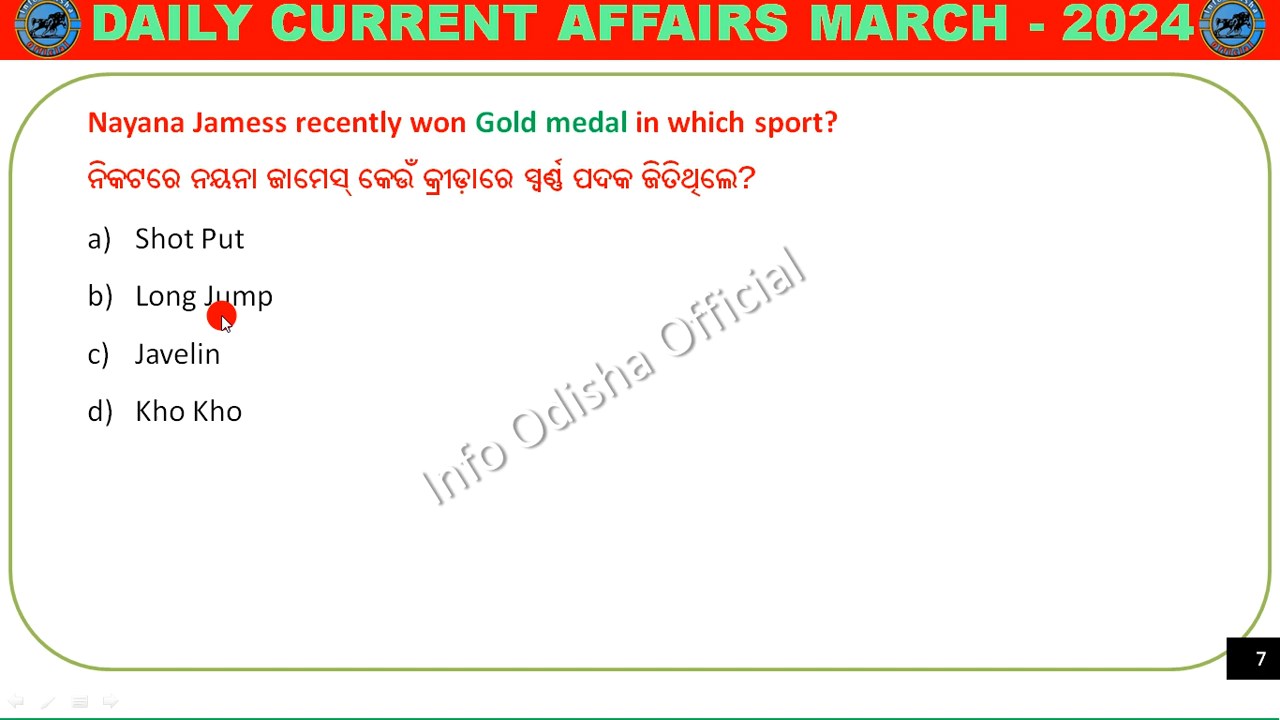 DAILY CURRENT AFFAIRS MARCH - 2024
Nayana Jamess recently won Gold medal in which sport?
ନିକଟରେ ନୟନା ଜାମେସ୍ କେଉଁ କ୍ରୀଡ଼ାରେ ସ୍ୱର୍ଣ୍ଣ ପଦକ ଜିତିଥିଲେ?
a) Shot Put
b) Long Jump
c) Javelin
d) Kho Kho
Info Odisha Official
7